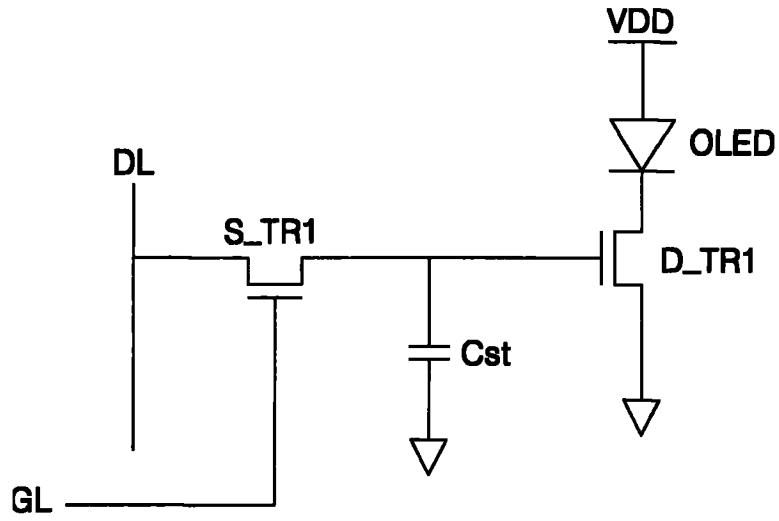 VDD
OLED
DL
S_TR1
D_TR1
Cst
GL